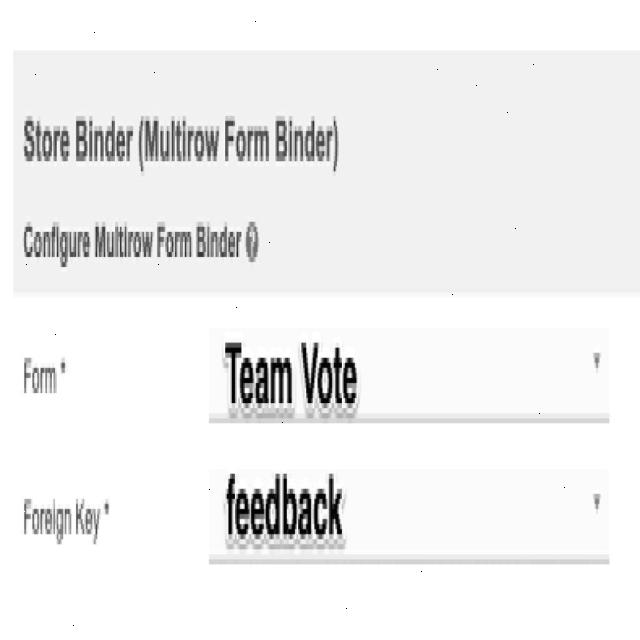 Store Binder (Multirow Form Binder)
Configure Multirow Form Binder
Form *
Team Vote
Foreign Key *
feedback